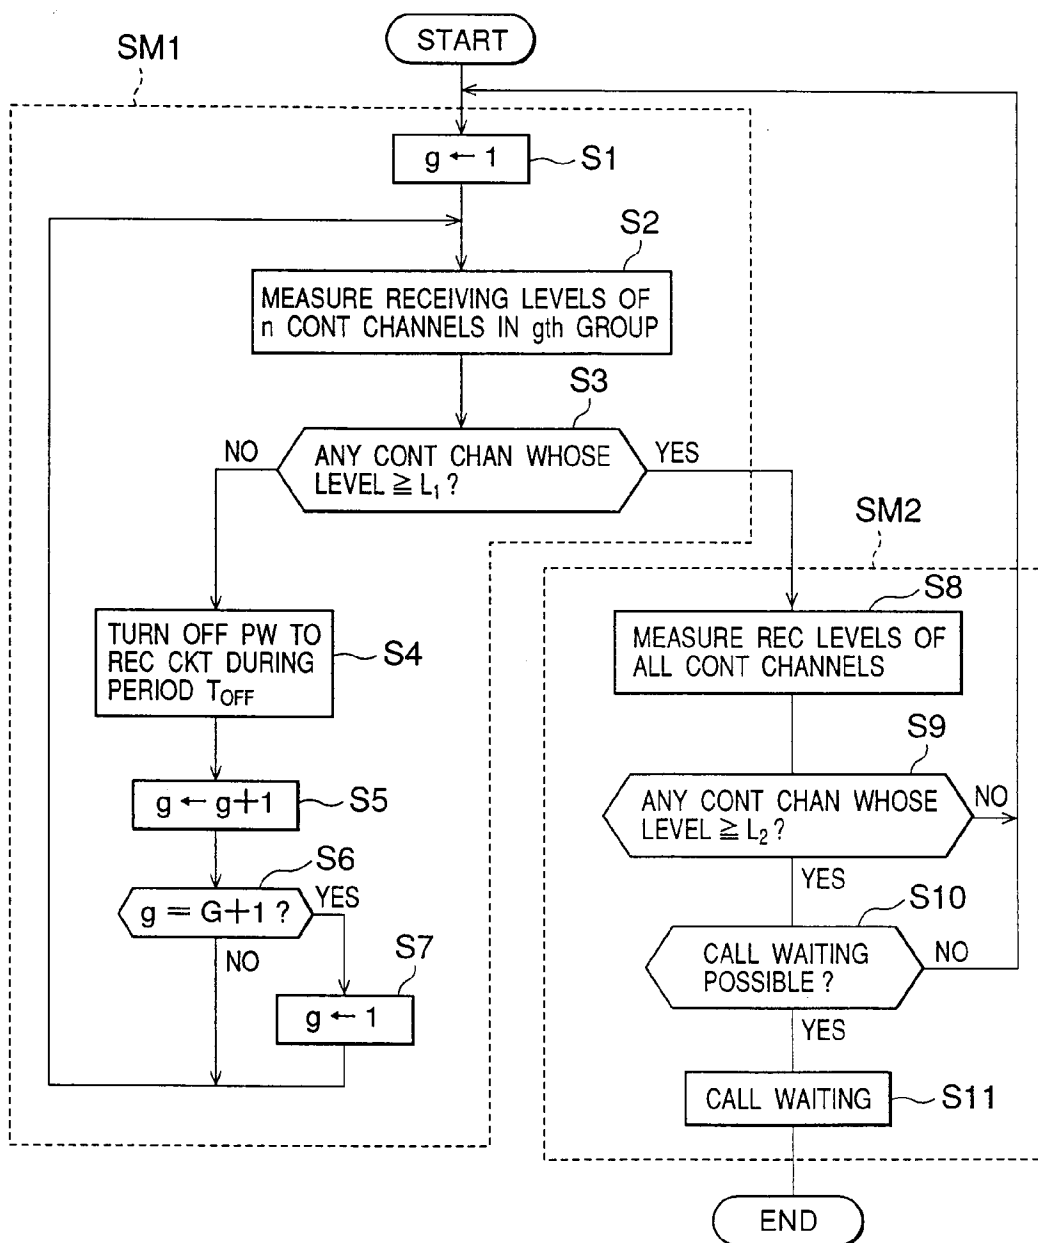 START
SM1
g ← 1
S1
S2
MEASURE RECEIVING LEVELS OF
n CONT CHANNELS IN gth GROUP
S3
NO
ANY CONT CHAN WHOSE
LEVEL ≧ L1 ?
YES
SM2
S8
TURN OFF PW TO
REC CKT DURING
PERIOD TOFF
S4
MEASURE REC LEVELS OF
ALL CONT CHANNELS
S9
g ← g+1
S5
ANY CONT CHAN WHOSE
LEVEL ≧ L2 ?
NO
YES
S6
g = G+1 ?
YES
NO
S10
CALL WAITING
POSSIBLE ?
NO
YES
S7
g ← 1
CALL WAITING
S11
END